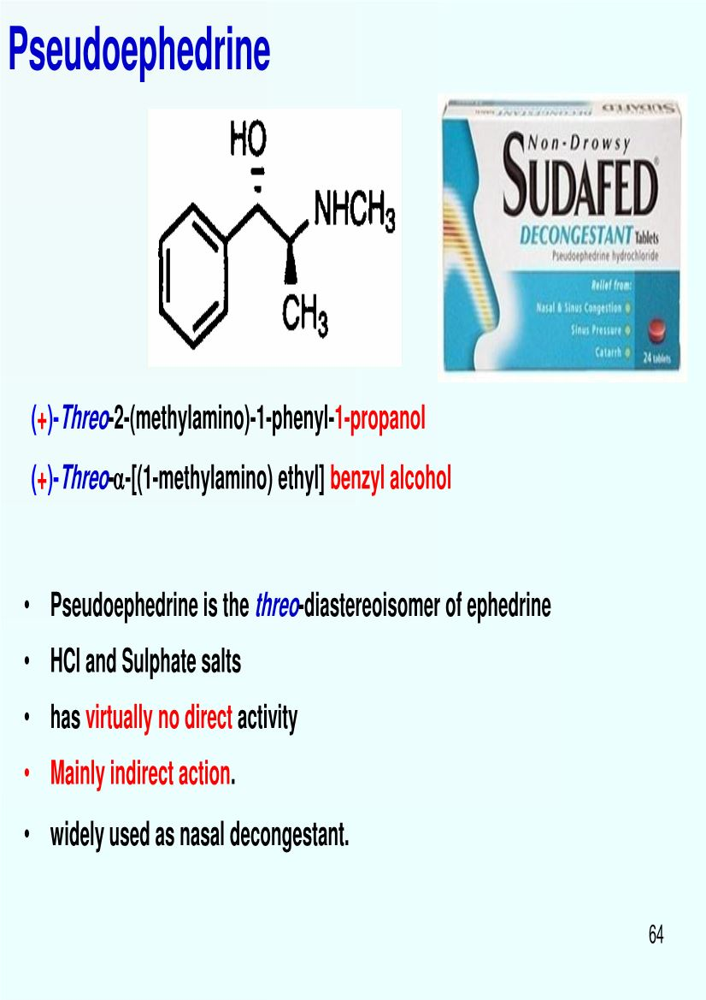 Pseudoephedrine
HO
NHCH3
CH3
DECONGESTANT SUDAFED
Non-Drowsy
SUDAFED®
DECONGESTANT Tablets
Pseudoephedrine hydrochloride
Relief from:
Nasal & Sinus Congestion
Sinus Pressure
Catarrh
24 tablets
(+)-Threo-2-(methylamino)-1-phenyl-1-propanol
(+)-Threo-α-[(1-methylamino) ethyl] benzyl alcohol
• Pseudoephedrine is the threo-diastereoisomer of ephedrine
• HCl and Sulphate salts
• has virtually no direct activity
• Mainly indirect action.
• widely used as nasal decongestant.
64